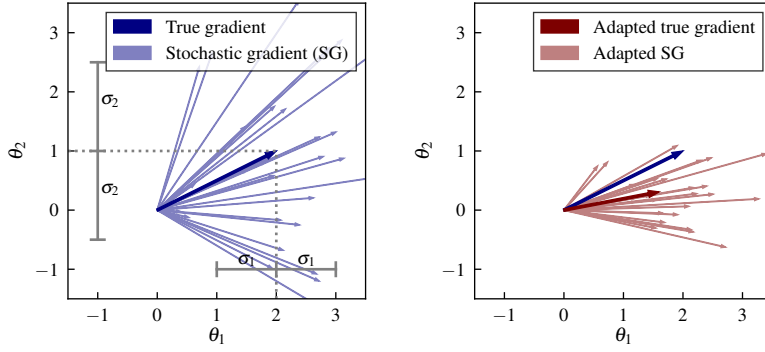 True gradient
Stochastic gradient (SG)
3
2
1
0
−1
θ₂
σ₂
σ₂
σ₁
σ₁
−1
0
1
2
3
θ₁
Adapted true gradient
Adapted SG
3
2
1
0
−1
θ₂
−1
0
1
2
3
θ₁